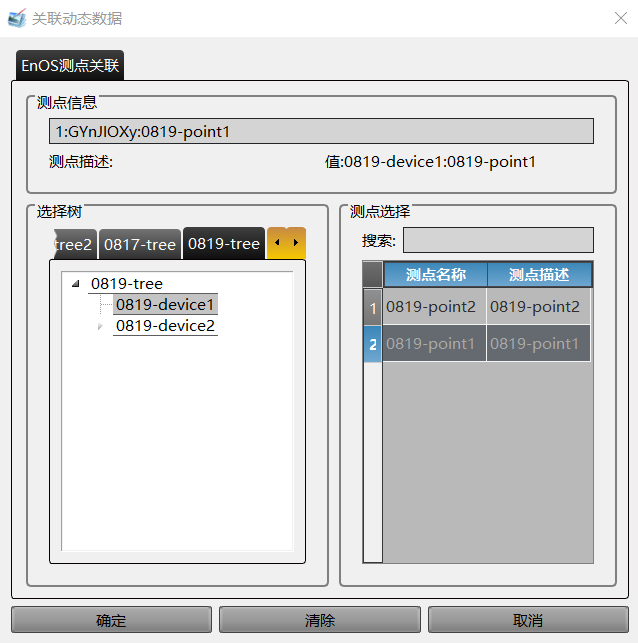 关联动态数据
EnOS测点关联
测点信息
1:GYnJIOXy:0819-point1
测点描述: 值:0819-device1:0819-point1
选择树
tree2 0817-tree 0819-tree
0819-tree
0819-device1
0819-device2
测点选择
搜索:
测点名称 测点描述
1 0819-point2 0819-point2
2 0819-point1 0819-point1
确定 清除 取消